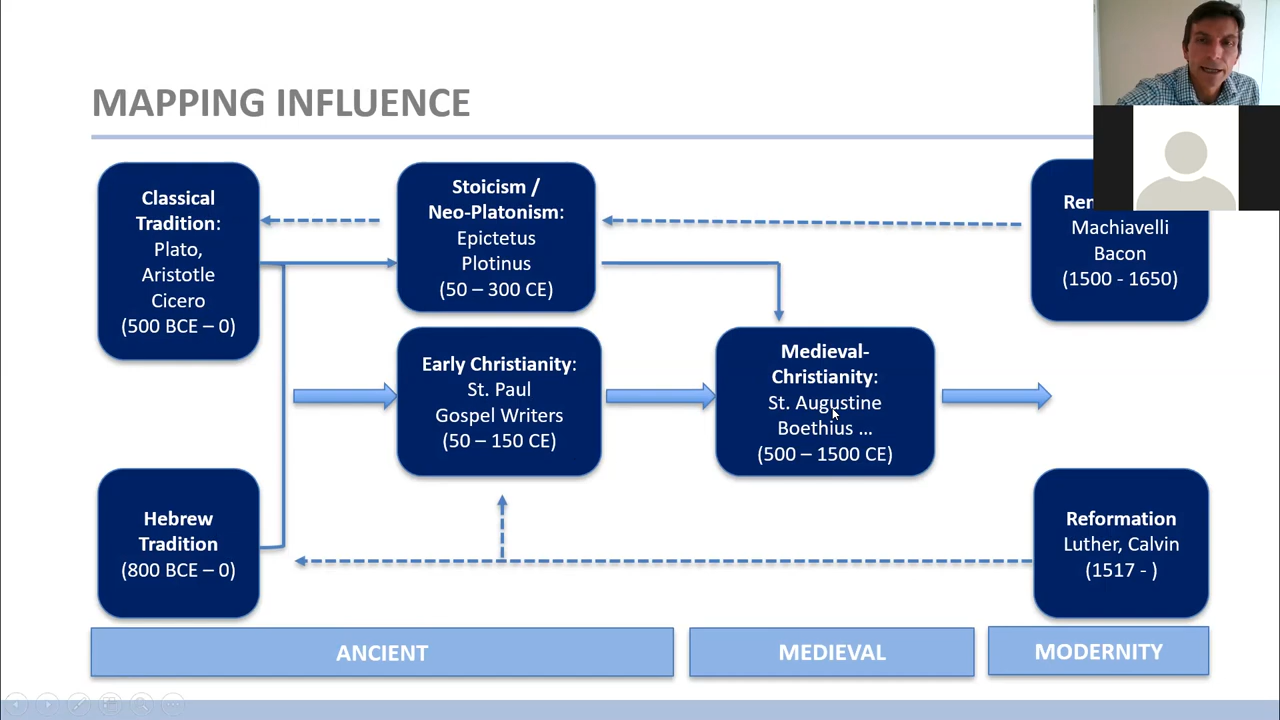 MAPPING INFLUENCE
Classical
Tradition:
Plato,
Aristotle
Cicero
(500 BCE – 0)
Stoicism /
Neo-Platonism:
Epictetus
Plotinus
(50 – 300 CE)
Machiavelli
Bacon
(1500 - 1650)
Early Christianity:
St. Paul
Gospel Writers
(50 – 150 CE)
Medieval-
Christianity:
St. Augustine
Boethius ...
(500 – 1500 CE)
Hebrew
Tradition
(800 BCE – 0)
Reformation
Luther, Calvin
(1517 - )
ANCIENT
MEDIEVAL
MODERNITY